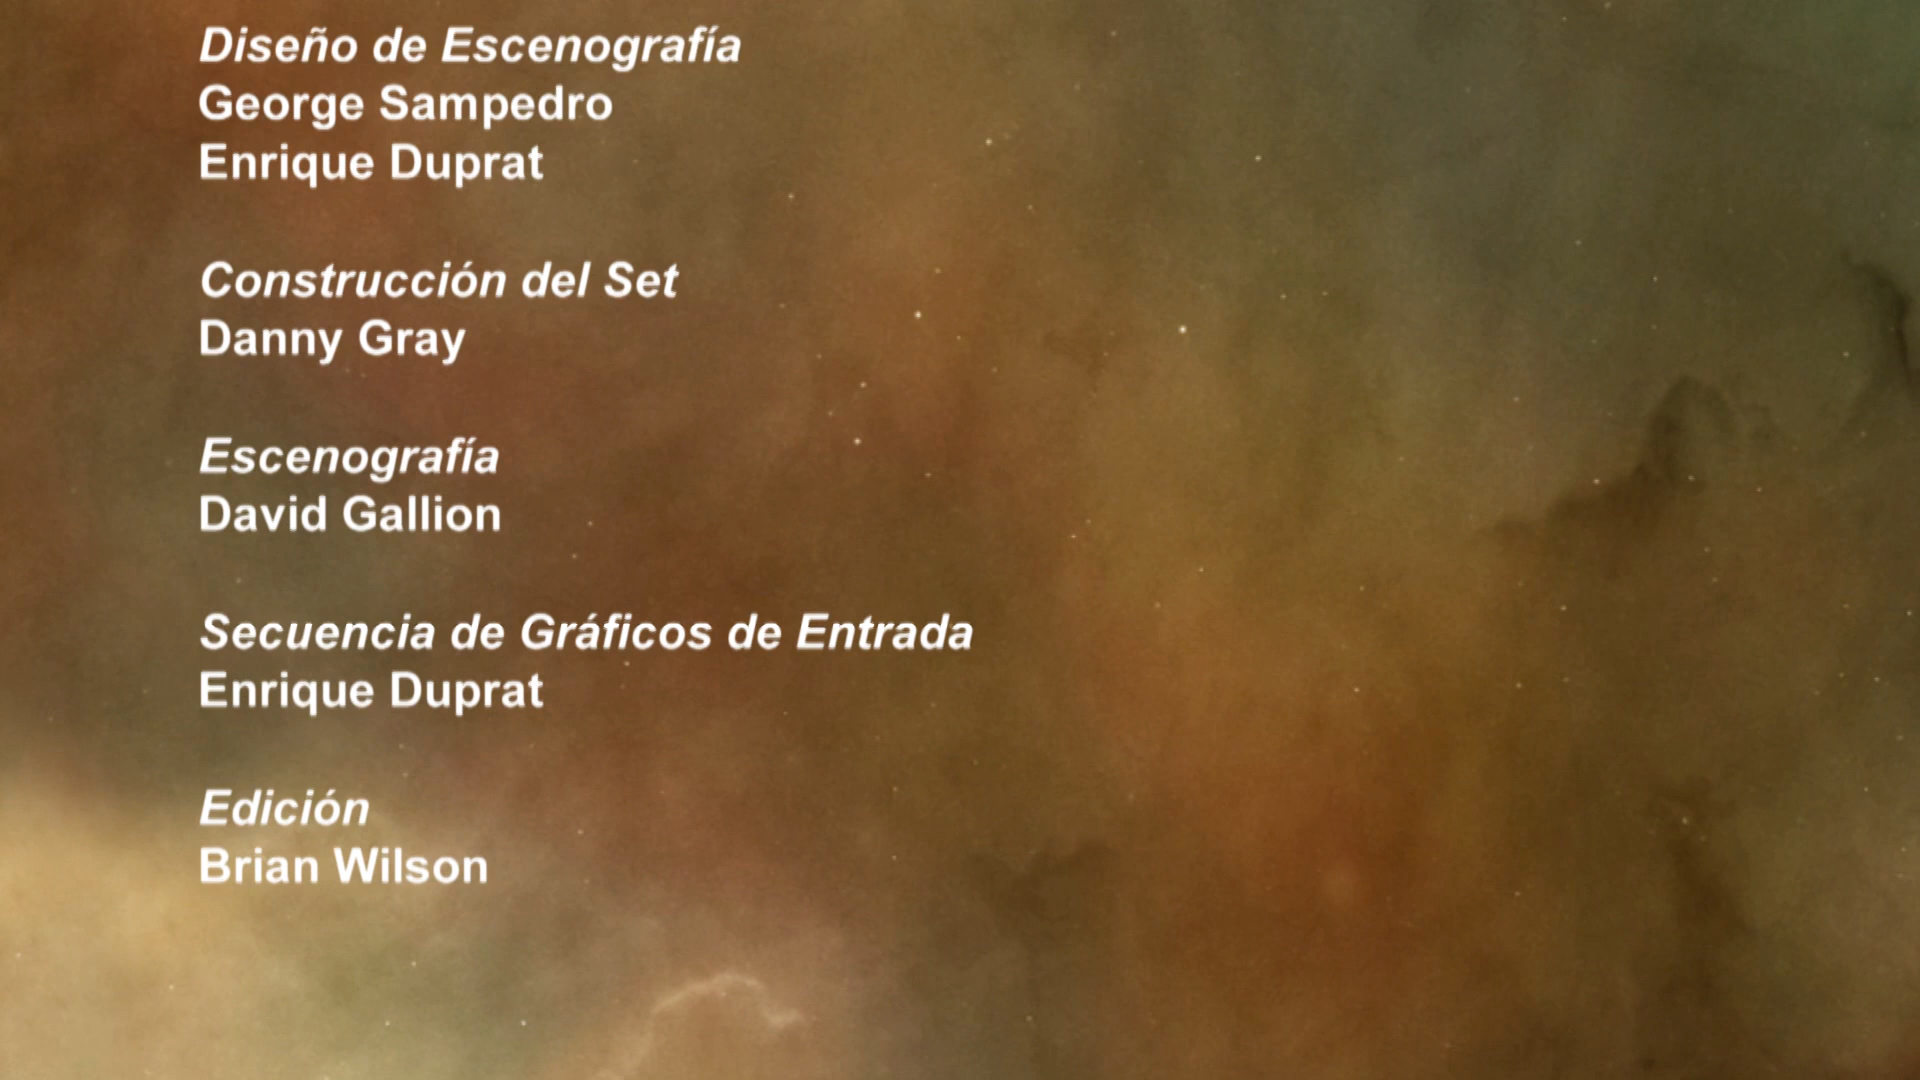 Diseño de Escenografía
George Sampedro
Enrique Duprat
Construcción del Set
Danny Gray
Escenografía
David Gallion
Secuencia de Gráficos de Entrada
Enrique Duprat
Edición
Brian Wilson